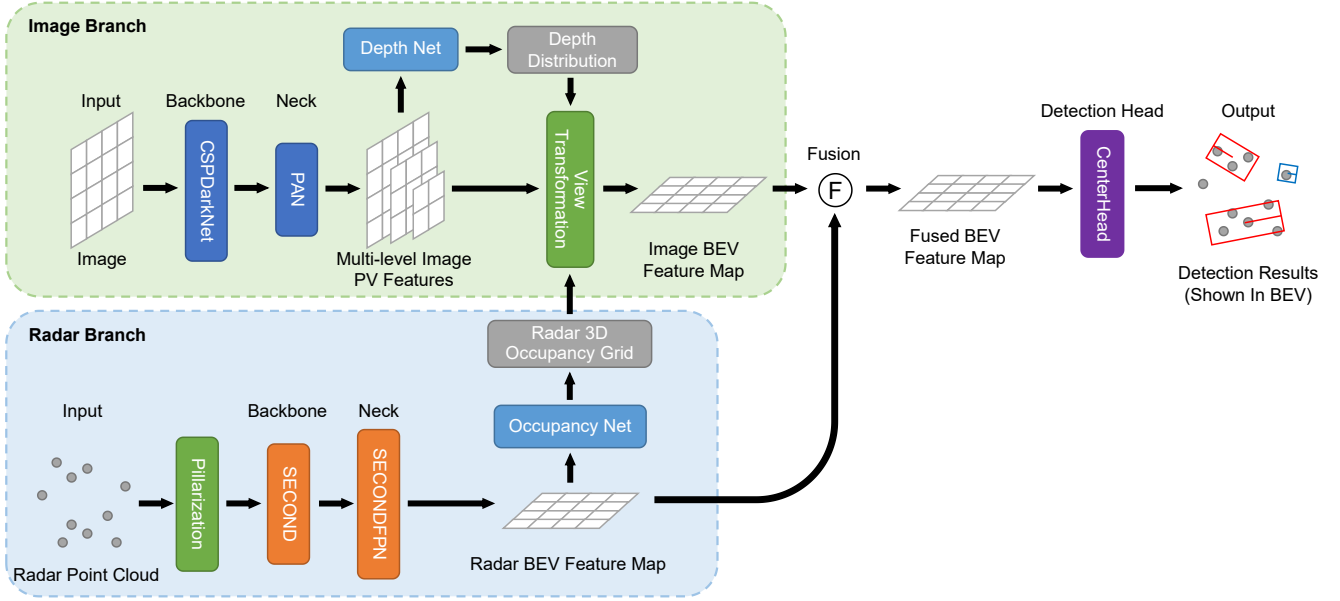 Image Branch
Input
Image
Backbone
CSPDarkNet
Neck
PAN
Multi-level Image
PV Features
Depth Net
Depth
Distribution
View
Transformation
Image BEV
Feature Map
Fusion
F
Fused BEV
Feature Map
Detection Head
CenterHead
Output
Detection Results
(Shown In BEV)
Radar Branch
Input
Radar Point Cloud
Pillarization
Backbone
SECOND
Neck
SECONDFPN
Radar BEV Feature Map
Occupancy Net
Radar 3D
Occupancy Grid